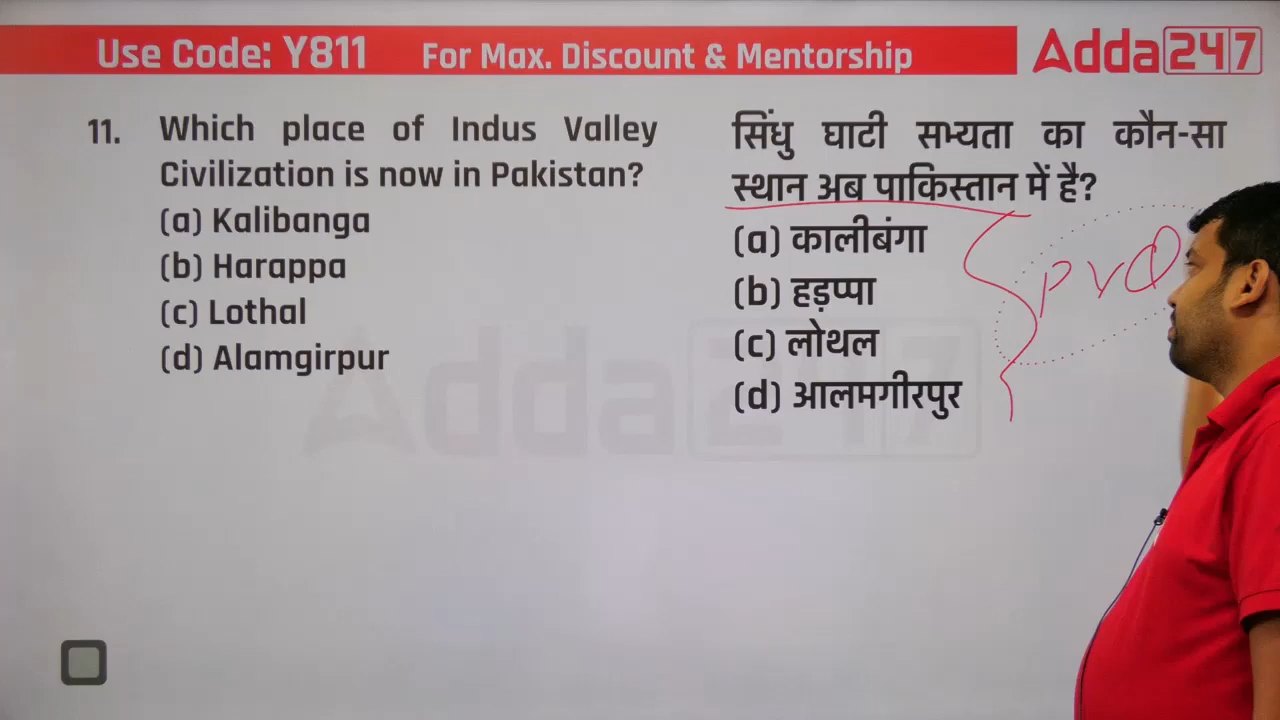 Use Code: Y811 For Max. Discount & Mentorship
Adda247
11. Which place of Indus Valley
Civilization is now in Pakistan?
(a) Kalibanga
(b) Harappa
(c) Lothal
(d) Alamgirpur
सिंधु घाटी सभ्यता का कौन-सा
स्थान अब पाकिस्तान में है?
(a) कालीबंगा
(b) हड़प्पा
(c) लोथल
(d) आलमगीरपुर
Adda247